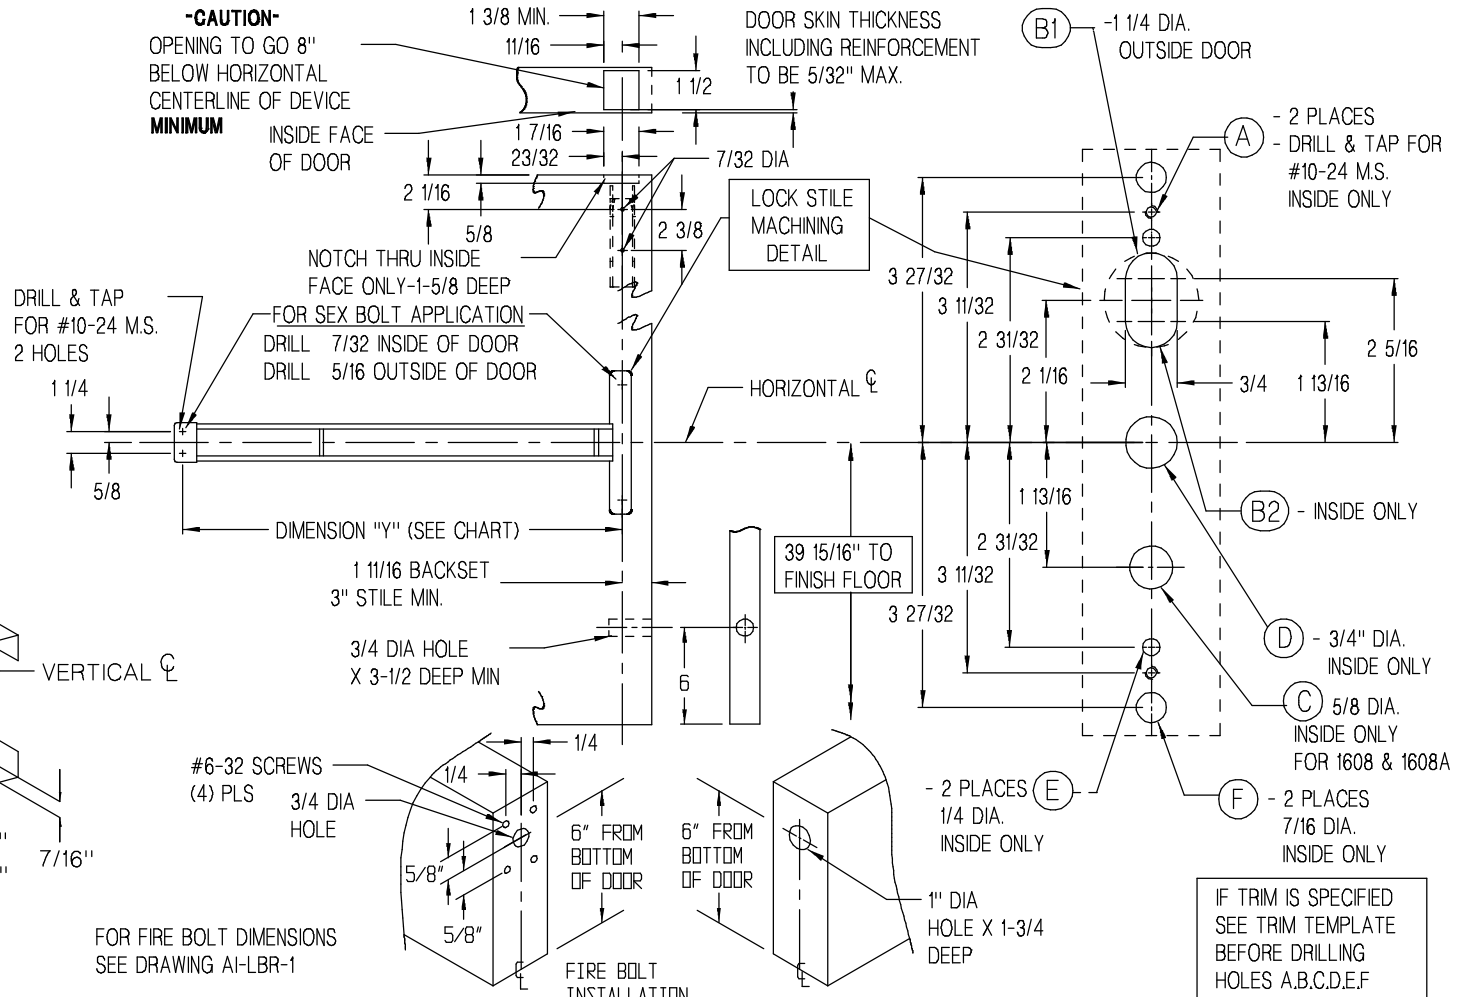 -CAUTION-
OPENING TO GO 8"
BELOW HORIZONTAL
CENTERLINE OF DEVICE
MINIMUM
1 3/8 MIN.
11/16
1 1/2
DOOR SKIN THICKNESS
INCLUDING REINFORCEMENT
TO BE 5/32" MAX.
INSIDE FACE
OF DOOR
1 7/16
23/32
7/32 DIA
2 1/16
5/8
2 3/8
LOCK STILE
MACHINING
DETAIL
NOTCH THRU INSIDE
FACE ONLY-1-5/8 DEEP
DRILL & TAP
FOR #10-24 M.S.
2 HOLES
FOR SEX BOLT APPLICATION
DRILL 7/32 INSIDE OF DOOR
DRILL 5/16 OUTSIDE OF DOOR
1 1/4
5/8
HORIZONTAL ℄
DIMENSION "Y" (SEE CHART)
1 11/16 BACKSET
3" STILE MIN.
3/4 DIA HOLE
X 3-1/2 DEEP MIN
6
39 15/16" TO
FINISH FLOOR
VERTICAL ℄
7/16"
"
"
B1
-1 1/4 DIA.
OUTSIDE DOOR
A
- 2 PLACES
- DRILL & TAP FOR
#10-24 M.S.
INSIDE ONLY
3 27/32
3 11/32
2 31/32
2 1/16
3/4
1 13/16
2 5/16
B2 - INSIDE ONLY
1 13/16
2 31/32
3 11/32
3 27/32
D - 3/4" DIA.
INSIDE ONLY
C 5/8 DIA.
INSIDE ONLY
FOR 1608 & 1608A
- 2 PLACES E
1/4 DIA.
INSIDE ONLY
F - 2 PLACES
7/16 DIA.
INSIDE ONLY
#6-32 SCREWS
(4) PLS
3/4 DIA
HOLE
1/4
1/4
5/8"
5/8"
6" FROM
BOTTOM
OF DOOR
6" FROM
BOTTOM
OF DOOR
1" DIA
HOLE X 1-3/4
DEEP
℄
℄
FOR FIRE BOLT DIMENSIONS
SEE DRAWING AI-LBR-1
FIRE BOLT
INSTALLATION
IF TRIM IS SPECIFIED
SEE TRIM TEMPLATE
BEFORE DRILLING
HOLES A.B.C.D.E.F